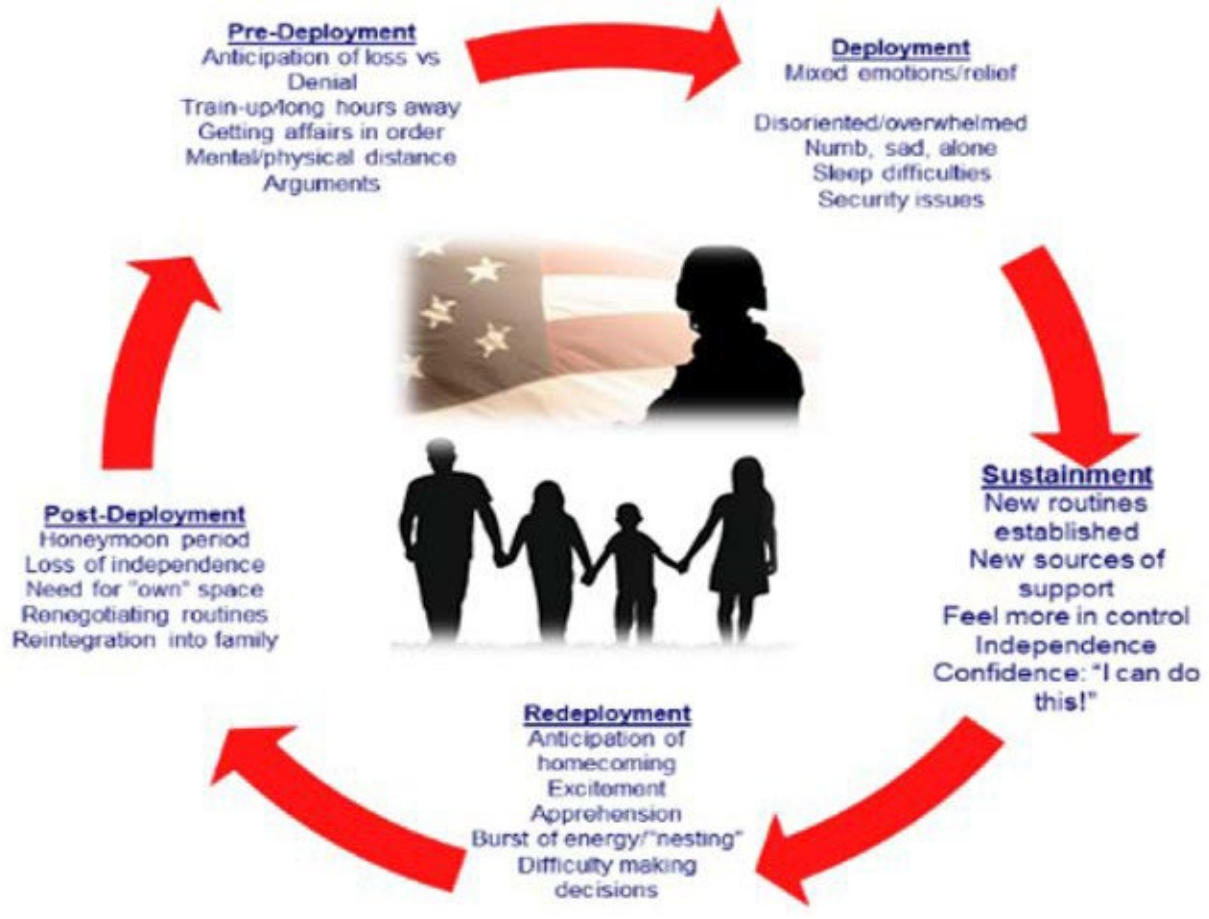 Pre-Deployment
Anticipation of loss vs
Denial
Train-up/long hours away
Getting affairs in order
Mental/physical distance
Arguments
Deployment
Mixed emotions/relief
Disoriented/overwhelmed
Numb, sad, alone
Sleep difficulties
Security issues
Sustainment
New routines
established
New sources of
support
Feel more in control
Independence
Confidence: "I can do
this!"
Redeployment
Anticipation of
homecoming
Excitement
Apprehension
Burst of energy/"nesting"
Difficulty making
decisions
Post-Deployment
Honeymoon period
Loss of independence
Need for "own" space
Renegotiating routines
Reintegration into family